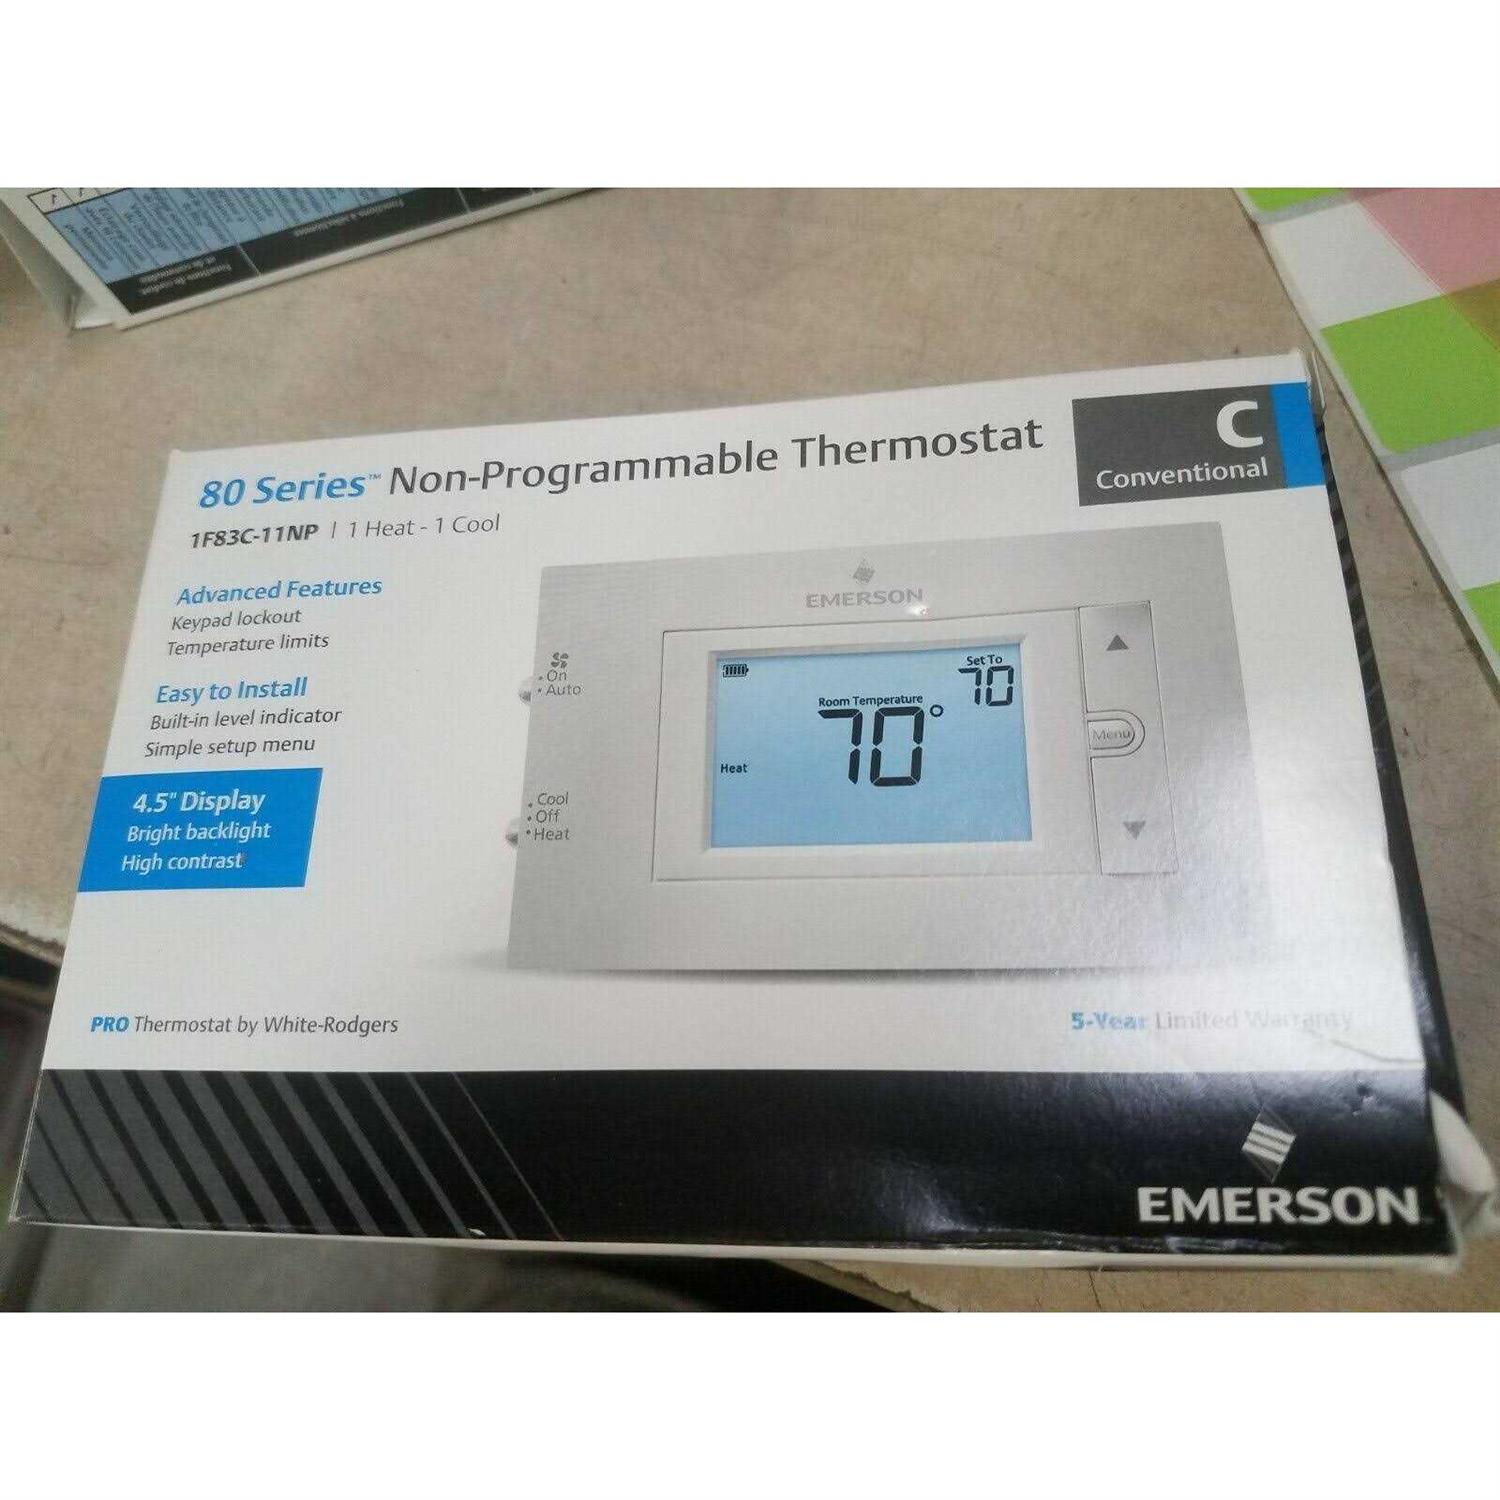 80 Series™ Non-Programmable Thermostat
C
Conventional
1F83C-11NP | 1 Heat - 1 Cool
Advanced Features
Keypad lockout
Temperature limits
Easy to Install
Built-in level indicator
Simple setup menu
4.5" Display
Bright backlight
High contrast
EMERSON
On
Auto
Cool
Off
Heat
Set To
70
Room Temperature
70°
Heat
Menu
PRO Thermostat by White-Rodgers
5-Year Limited Warranty
EMERSON